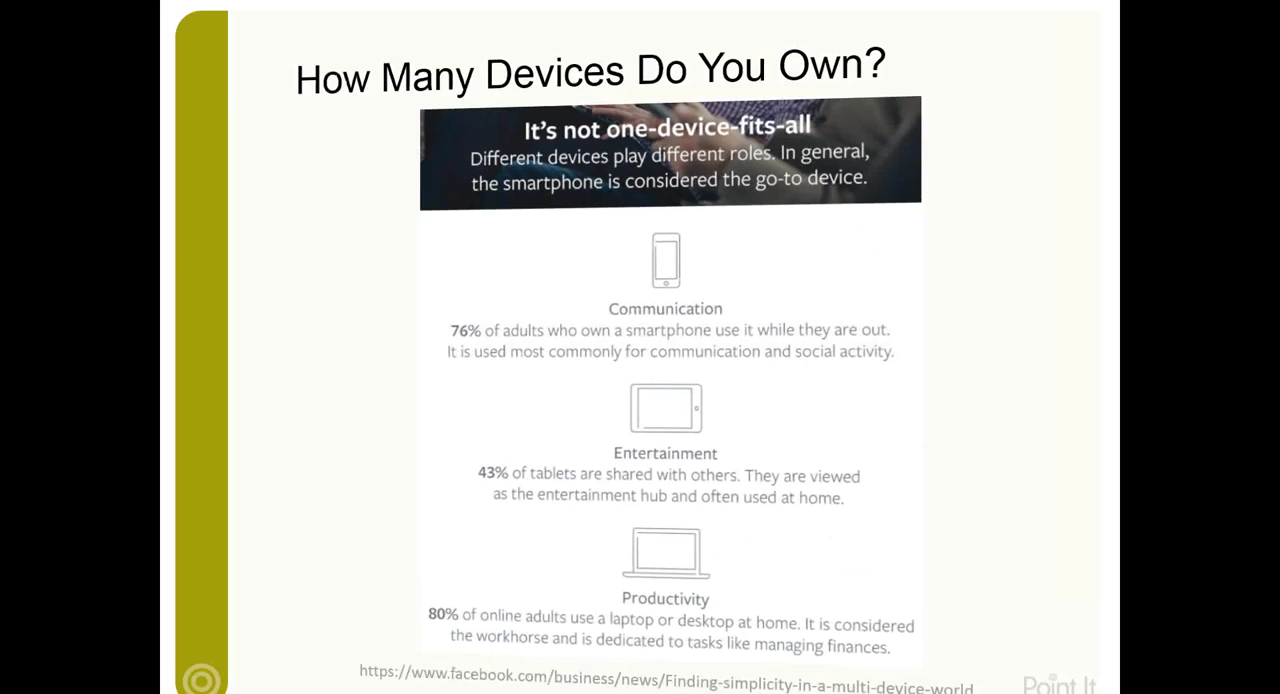 How Many Devices Do You Own?
It's not one-device-fits-all
Different devices play different roles. In general,
the smartphone is considered the go-to device.
Communication
76% of adults who own a smartphone use it while they are out.
It is used most commonly for communication and social activity.
Entertainment
43% of tablets are shared with others. They are viewed
as the entertainment hub and often used at home.
Productivity
80% of online adults use a laptop or desktop at home. It is considered
the workhorse and is dedicated to tasks like managing finances.
https://www.facebook.com/business/news/Finding-simplicity-in-a-multi-device-world
Point It